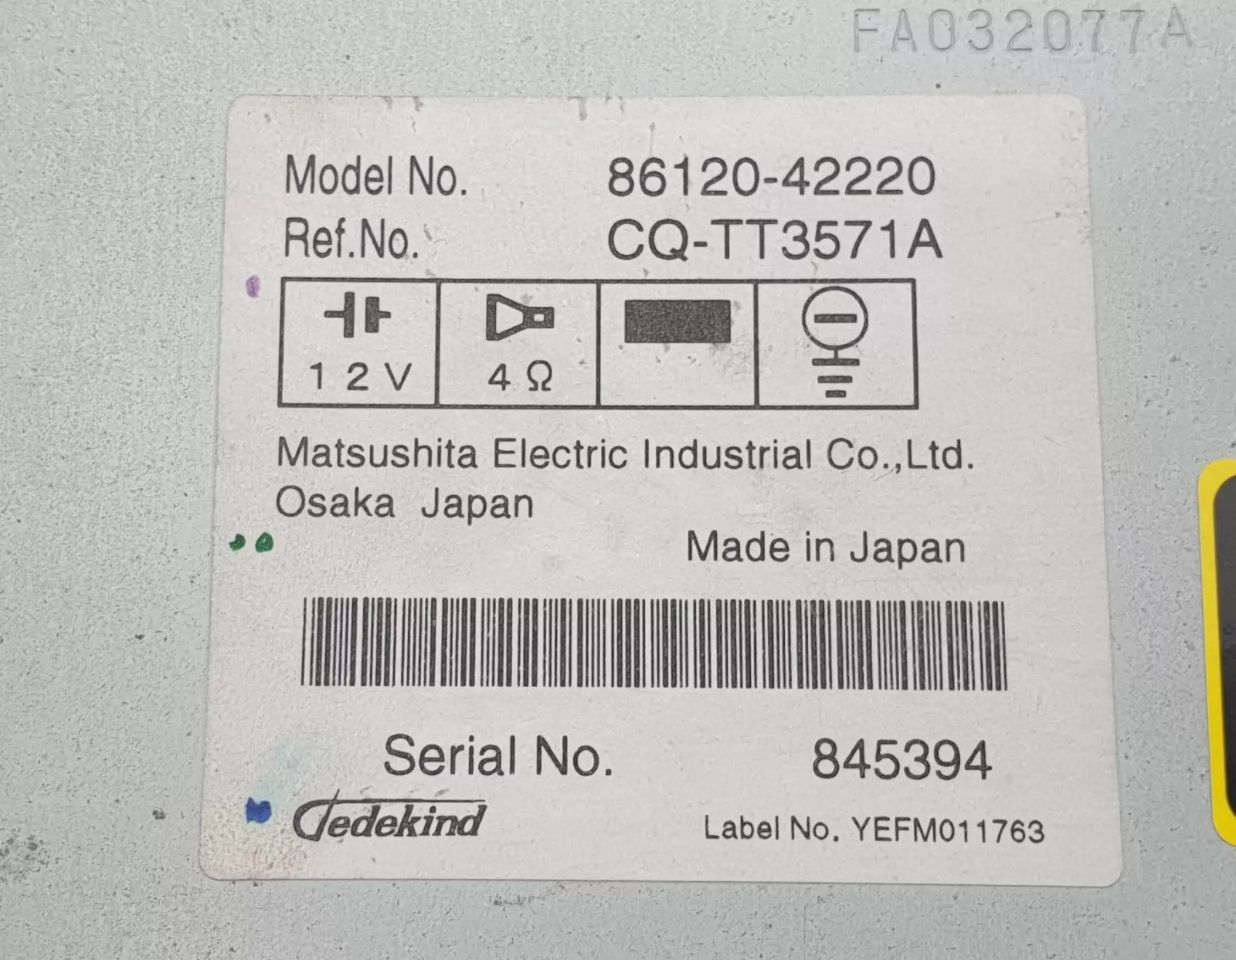 FA032077A
Model No. 86120-42220
Ref.No. CQ-TT3571A
12V 4Ω
Matsushita Electric Industrial Co.,Ltd.
Osaka Japan
Made in Japan
Serial No. 845394
Gedekind
Label No. YEFM011763